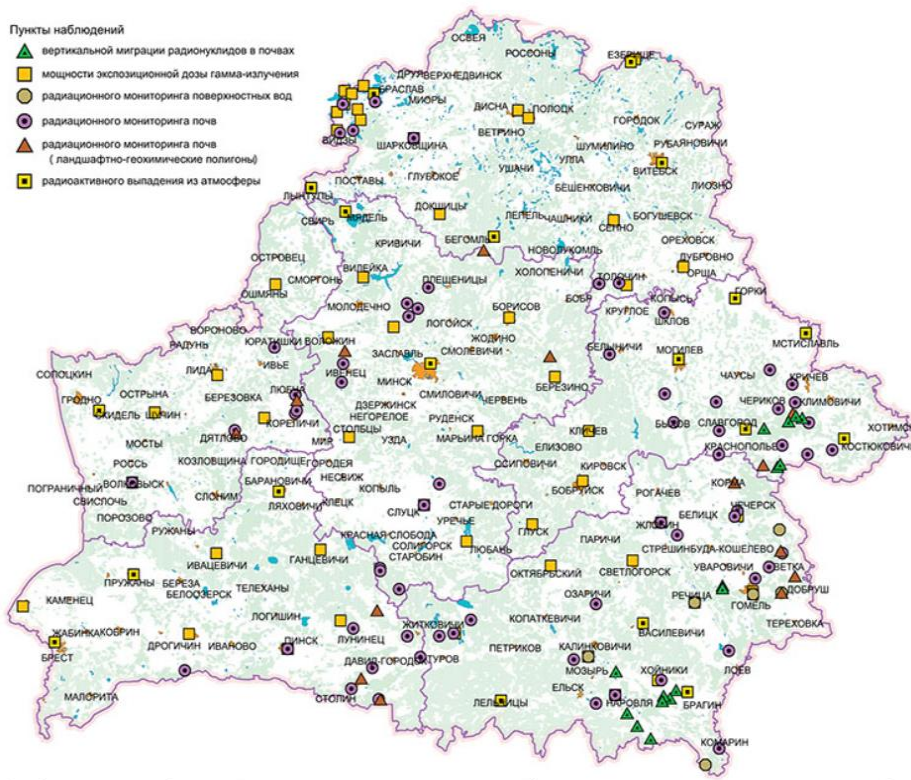 Пункты наблюдений
вертикальной миграции радионуклидов в почвах
мощности экспозиционной дозы гамма-излучения
радиационного мониторинга поверхностных вод
радиационного мониторинга почв
радиационного мониторинга почв
( ландшафтно-геохимические полигоны)
радиоактивного выпадения из атмосферы
ОСВЕЯ
РОССОНЫ
ЕЗЕРИЩЕ
ДРУЯ
ВЕРХНЕДВИНСК
БРАСЛАВ
МИОРЫ
ДИСНА
ПОЛОЦК
ГОРОДОК
СУРАЖ
ВИДЗЫ
ВЕТРИНО
ШАРКОВЩИНА
ШУМИЛИНО
РУБАЯНОВИЧИ
УЛЛА
ВИТЕБСК
УШАЧИ
ГЛУБОКОЕ
ПОСТАВЫ
БЕШЕНКОВИЧИ
ЛИОЗНО
ЛЫНТУПЫ
ДОКШИЦЫ
ЛЕПЕЛЬ
ЧАШНИКИ
БОГУШЕВСК
СВИРЬ
СЕННО
КРИВИЧИ
БЕГОМЛЬ
НОВОЛУКОМЛЬ
ОРЕХОВСК
ДУБРОВНО
ОСТРОВЕЦ
ВИЛЕЙКА
ХОЛОПЕНИЧИ
ТОЛОЧИН
ОРША
СМОРГОНЬ
ПЛЕЩЕНИЦЫ
ОШМЯНЫ
БОБР
КОПЫСЬ
ГОРКИ
МОЛОДЕЧНО
БОРИСОВ
КРУГЛОЕ
ШКЛОВ
ЛОГОЙСК
ВОРОНОВО
МСТИСЛАВЛЬ
РАДУНЬ
ЮРАТИШКИ
ВОЛОЖИН
ЖОДИНО
ЗАСЛАВЛЬ
СМОЛЕВИЧИ
БЕЛЫНИЧИ
МОГИЛЕВ
СОПОЦКИН
ЛИДА
ИВЬЕ
ИВЕНЕЦ
МИНСК
БЕРЕЗИНО
ЧАУСЫ
КРИЧЕВ
ГРОДНО
ОСТРЫНА
БЕРЕЗОВКА
ЛЮБЧА
СМИЛОВИЧИ
ЧЕРВЕНЬ
ДЗЕРЖИНСК
НЕГОРЕЛОЕ
РУДЕНСК
ЧЕРИКОВ
КЛИМОВИЧИ
СКИДЕЛЬ
ЩУЧИН
КОРЕЛИЧИ
СТОЛБЦЫ
БЫХОВ
СЛАВГОРОД
ХОТИМСК
ДЯТЛОВО
МИР
УЗДА
МАРЬИНА ГОРКА
КЛИЧЕВ
МОСТЫ
ЕЛИЗОВО
КРАСНОПОЛЬЕ
КОСТЮКОВИЧИ
РОССЬ
КОЗЛОВЩИНА
ГОРОДИЩЕ
ГОРОДЕЯ
ОСИПОВИЧИ
КИРОВСК
НЕСВИЖ
БАРАНОВИЧИ
КОРМА
ПОГРАНИЧНЫЙ
ВОЛКОВЫСК
СЛОНИМ
КЛЕЦК
КОПЫЛЬ
БОБРУЙСК
РОГАЧЕВ
СВИСЛОЧЬ
ЛЯХОВИЧИ
СЛУЦК
СТАРЫЕ ДОРОГИ
ЧЕЧЕРСК
ПОРОЗОВО
УРЕЧЬЕ
БЕЛИЦК
РУЖАНЫ
КРАСНАЯ СЛОБОДА
ГЛУСК
ЖЛОБИН
ПАРИЧИ
СОЛИГОРСК
ЛЮБАНЬ
СТРЕШИН
БУДА-КОШЕЛЕВО
ГАНЦЕВИЧИ
СТАРОБИН
ИВАЦЕВИЧИ
УВАРОВИЧИ
ВЕТКА
ОКТЯБРЬСКИЙ
СВЕТЛОГОРСК
ПРУЖАНЫ
БЕРЕЗА
ТЕЛЕХАНЫ
ДОБРУШ
КАМЕНЕЦ
БЕЛООЗЕРСК
ОЗАРИЧИ
РЕЧИЦА
ГОМЕЛЬ
ЛОГИШИН
КОПАТКЕВИЧИ
ТЕРЕХОВКА
ЖАБИНКА
КОБРИН
ЖИТКОВИЧИ
ВАСИЛЕВИЧИ
ДРОГИЧИН
ИВАНОВО
ПИНСК
ЛУНИНЕЦ
ПЕТРИКОВ
КАЛИНКОВИЧИ
БРЕСТ
ДАВИД-ГОРОДОК
ТУРОВ
МОЗЫРЬ
ХОЙНИКИ
ЛОЕВ
МАЛОРИТА
СТОЛИН
ЕЛЬСК
ЛЕЛЬЧИЦЫ
НАРОВЛЯ
БРАГИН
КОМАРИН